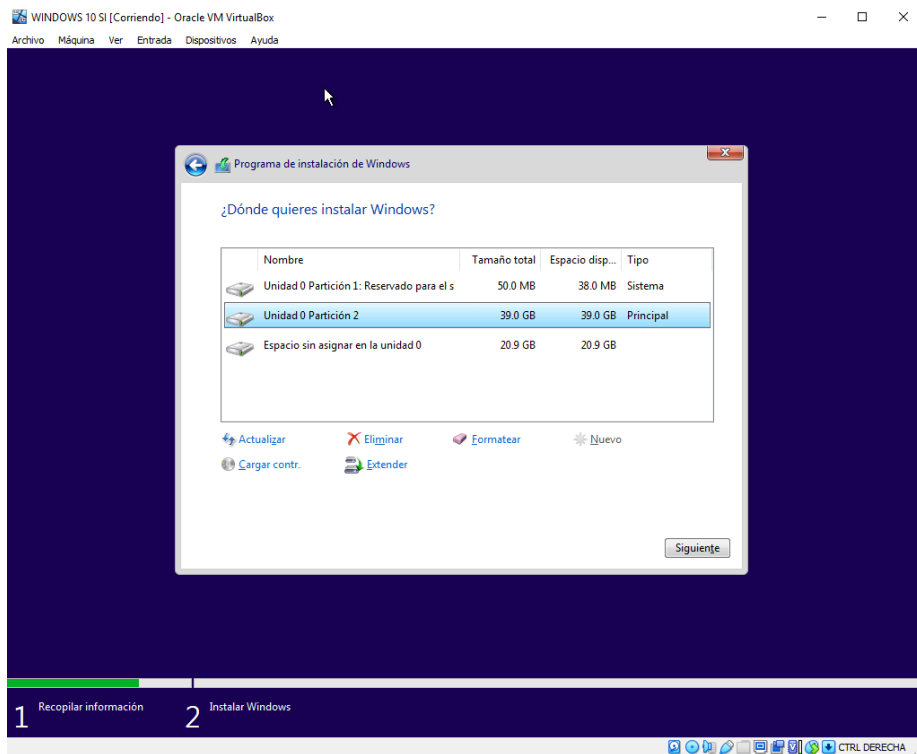 WINDOWS 10 SI [Corriendo] - Oracle VM VirtualBox
Archivo Máquina Ver Entrada Dispositivos Ayuda
Programa de instalación de Windows
¿Dónde quieres instalar Windows?
Nombre Tamaño total Espacio disp... Tipo
Unidad 0 Partición 1: Reservado para el s 50.0 MB 38.0 MB Sistema
Unidad 0 Partición 2 39.0 GB 39.0 GB Principal
Espacio sin asignar en la unidad 0 20.9 GB 20.9 GB
Actualizar Eliminar Formatear Nuevo
Cargar contr. Extender
Siguiente
1 Recopilar información 2 Instalar Windows
CTRL DERECHA